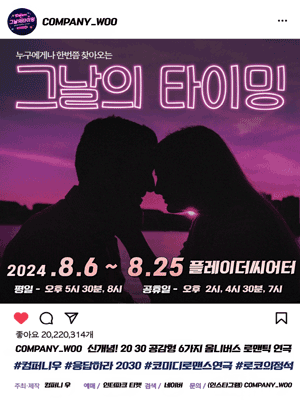 COMPANY_WOO
누구에게나 한번쯤 찾아오는
그날의 타이밍
2024.8.6 ~ 8.25 플레이더씨어터
평일 - 오후 5시 30분, 8시 공휴일 - 오후 2시, 4시 30분, 7시
좋아요 20,220,314개
COMPANY_WOO 신개념! 20 30 공감형 6가지 옴니버스 로맨틱 연극
#컴퍼니우 #응답하라 2030 #코미디로맨스연극 #로코의정석
주최·제작 컴퍼니 우 예매 / 인터파크 티켓 검색 / 네이버 문의 / (인스타그램) COMPANY_WOO